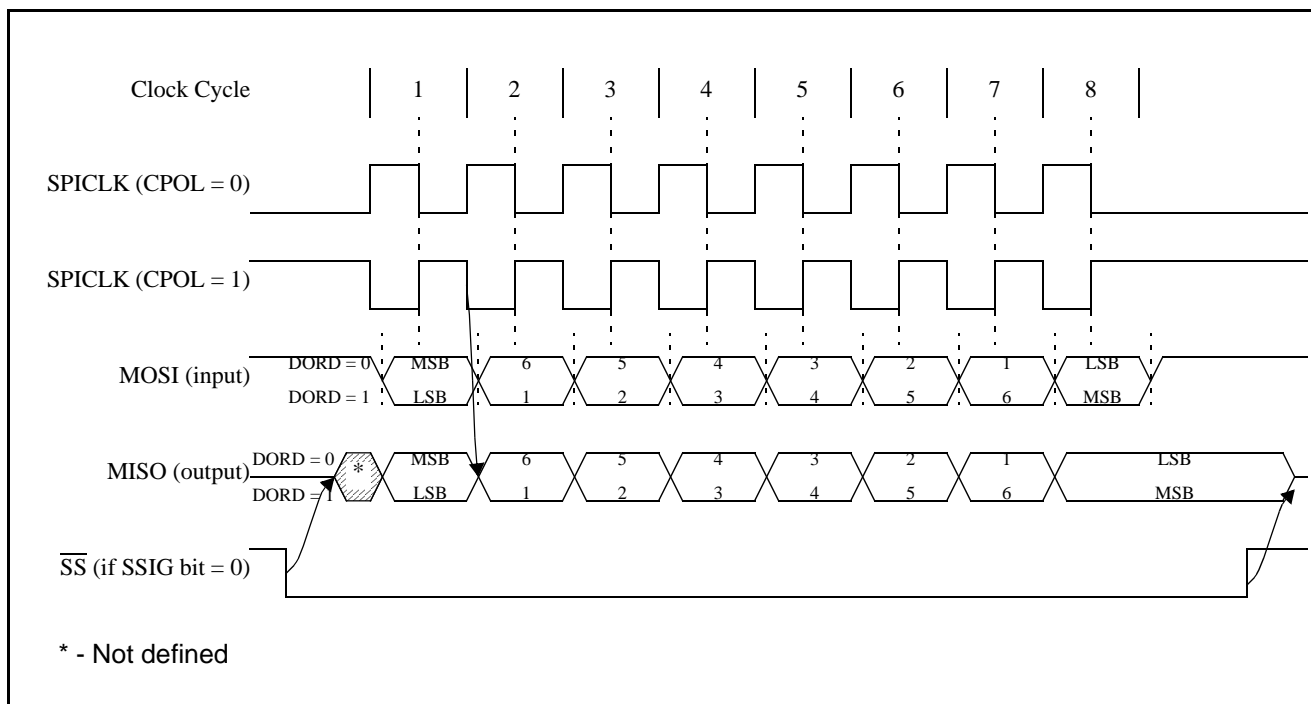 Clock Cycle 1 2 3 4 5 6 7 8
SPICLK (CPOL = 0)
SPICLK (CPOL = 1)
DORD = 0 MSB 6 5 4 3 2 1 LSB
MOSI (input)
DORD = 1 LSB 1 2 3 4 5 6 MSB
DORD = 0 MSB 6 5 4 3 2 1 LSB
MISO (output) *
DORD = 1 LSB 1 2 3 4 5 6 MSB
SS (if SSIG bit = 0)
* - Not defined